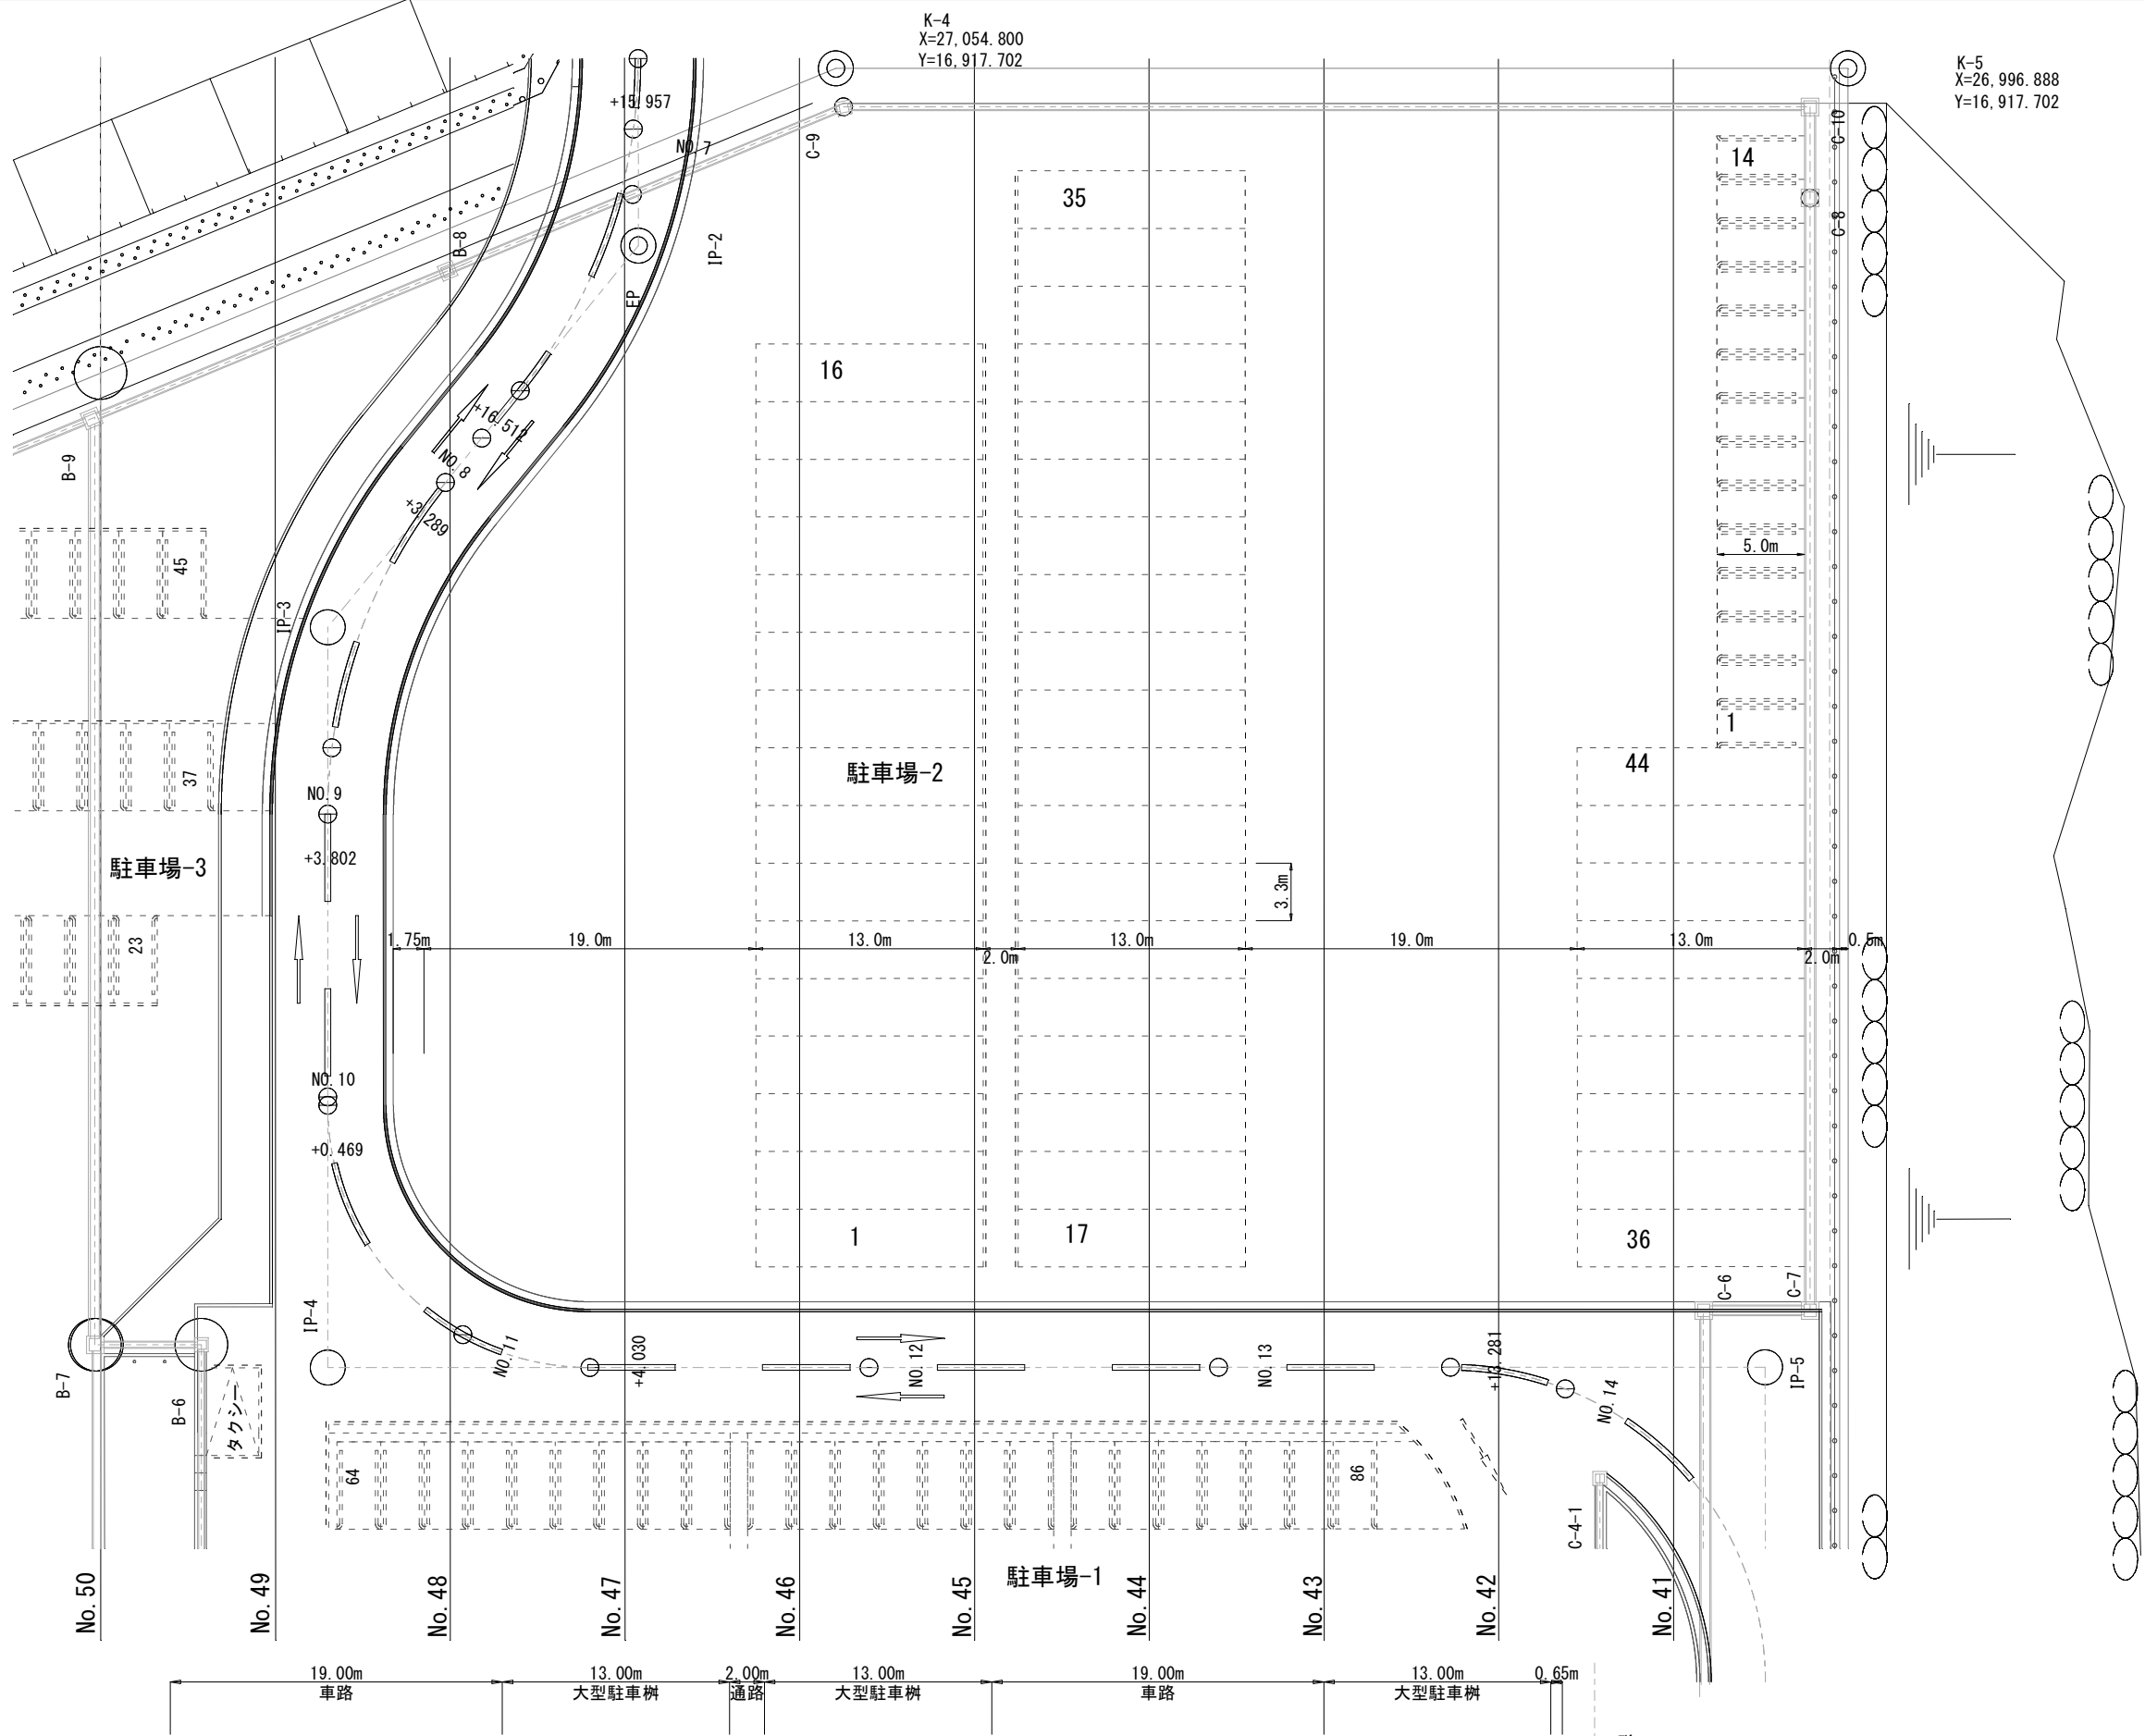 K-4
X=27,054.800
Y=16,917.702
K-5
X=26,996.888
Y=16,917.702
+15.957
NO.7
C-9
C-10
14
C-8
35
B-8
IP-2
EP
16
+16.512
NO.8
+3.289
B-9
45
5.0m
IP-3
1
44
37
駐車場-2
NO.9
+3.802
駐車場-3
3.3m
23
1.75m
19.0m
13.0m
2.0m
13.0m
19.0m
13.0m
2.0m
0.5m
NO.10
+0.469
1
17
36
C-6
C-7
IP-4
NO.11
+4.030
NO.12
NO.13
+13.281
NO.14
IP-5
B-7
B-6
タクシー
64
86
C-4-1
駐車場-1
No.50
No.49
No.48
No.47
No.46
No.45
No.44
No.43
No.42
No.41
19.00m
13.00m
2.00m
13.00m
19.00m
13.00m
0.65m
車路
大型駐車桝
通路
大型駐車桝
車路
大型駐車桝